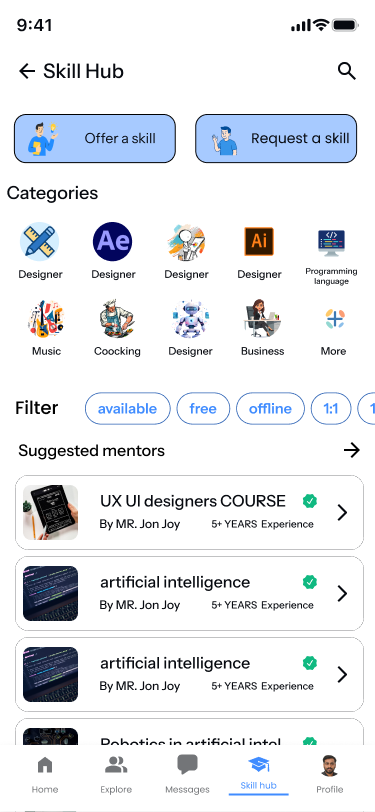 9:41
Skill Hub
Offer a skill
Request a skill
Categories
Ae
Ai
Designer
Designer
Designer
Designer
Programming
language
Music
Coocking
Designer
Business
More
Filter
available
free
offline
1:1
Suggested mentors
UX UI designers COURSE
By MR. Jon Joy
5+ YEARS Experience
artificial intelligence
By MR. Jon Joy
5+ YEARS Experience
artificial intelligence
By MR. Jon Joy
5+ YEARS Experience
Robotics in artificial intel
Home
Explore
Messages
Skill hub
Profile